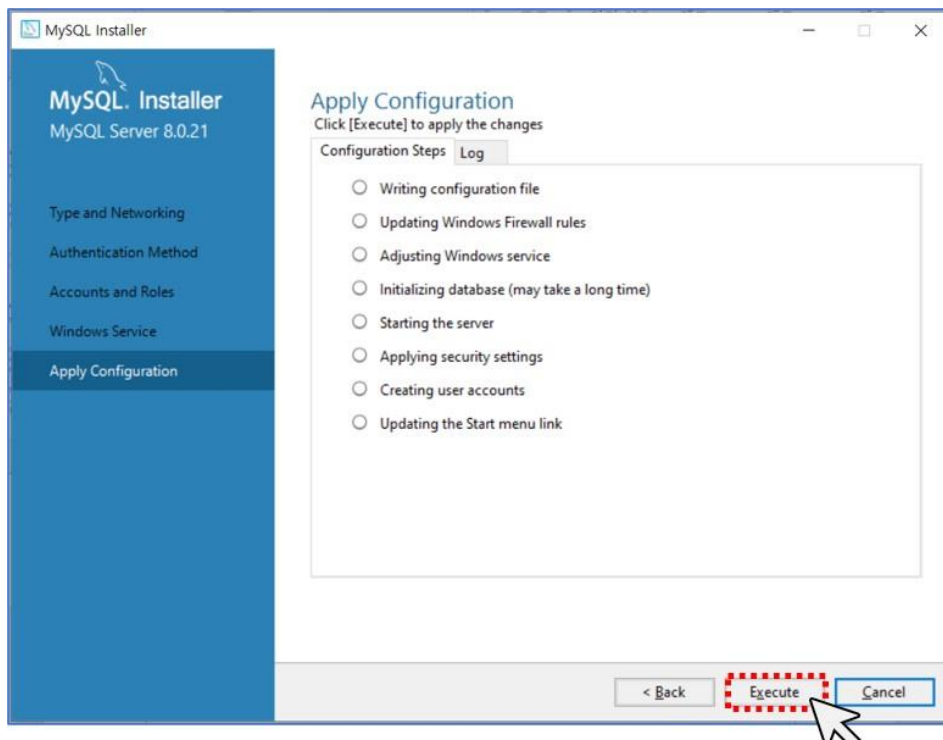 MySQL Installer
MySQL. Installer
MySQL Server 8.0.21
Type and Networking
Authentication Method
Accounts and Roles
Windows Service
Apply Configuration
Apply Configuration
Click [Execute] to apply the changes
Configuration Steps Log
Writing configuration file
Updating Windows Firewall rules
Adjusting Windows service
Initializing database (may take a long time)
Starting the server
Applying security settings
Creating user accounts
Updating the Start menu link
< Back Execute Cancel